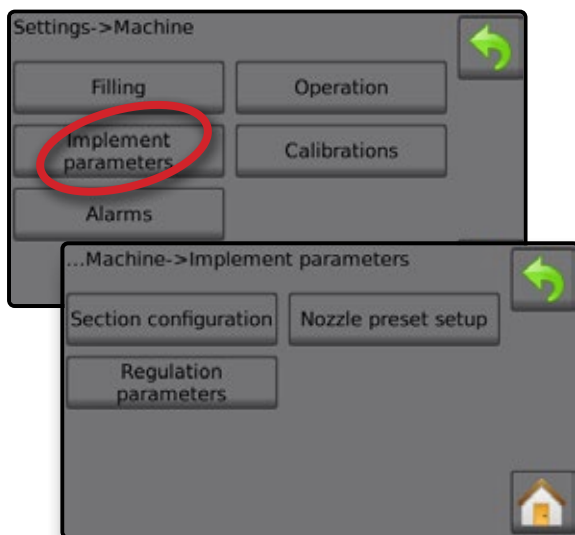 Settings->Machine
Filling
Operation
Implement
parameters
Calibrations
Alarms
...Machine->Implement parameters
Section configuration
Nozzle preset setup
Regulation
parameters